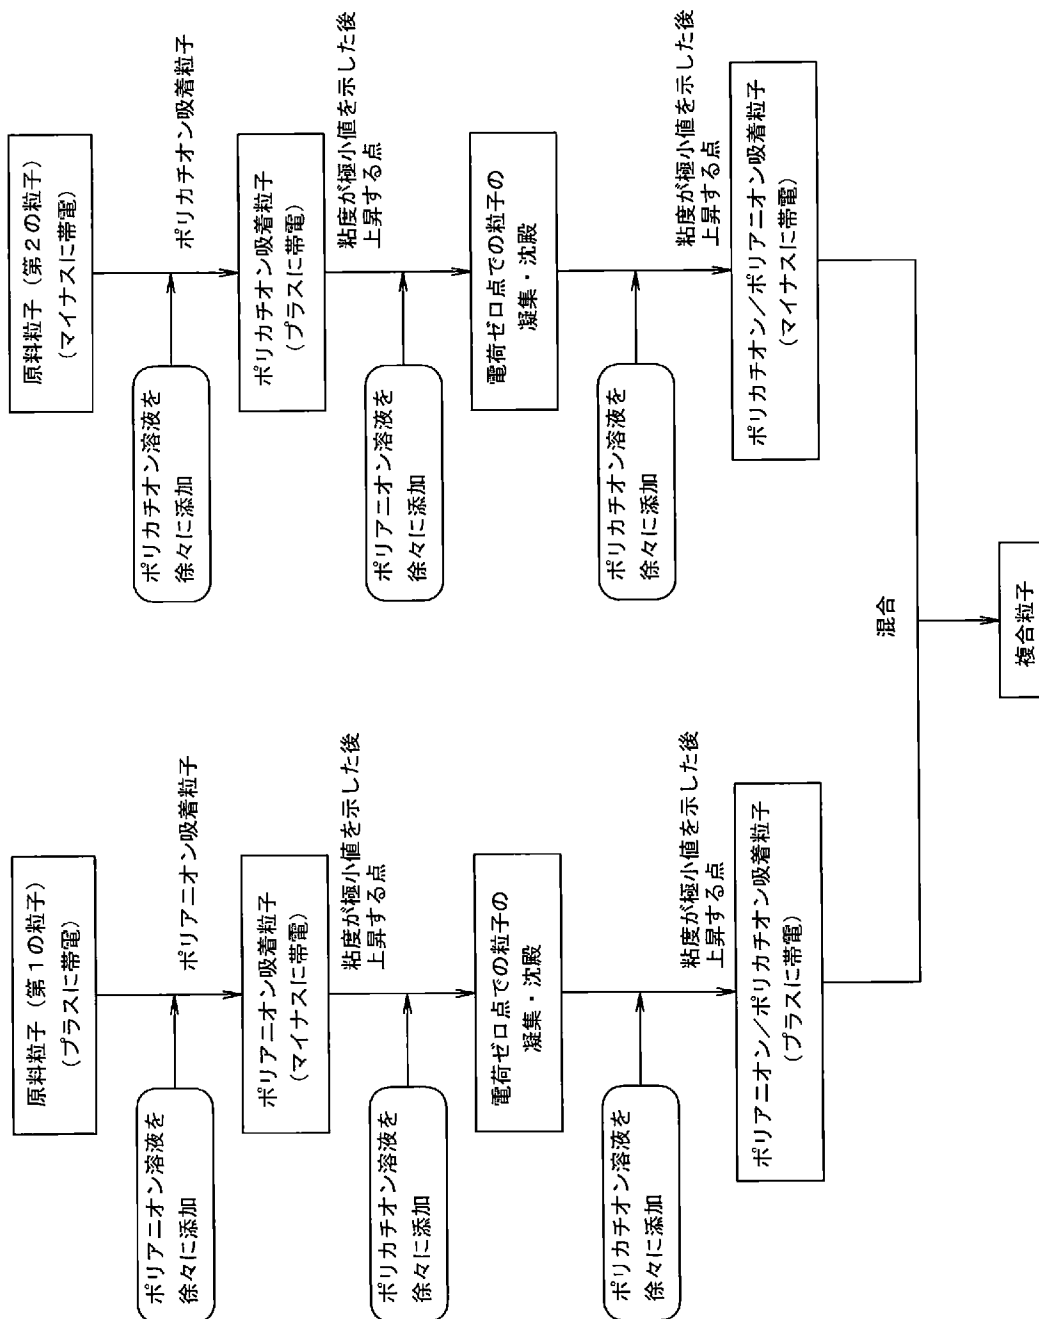 原料粒子（第１の粒子）
（プラスに帯電）
ポリアニオン溶液を
徐々に添加
ポリアニオン吸着粒子
ポリアニオン吸着粒子
（マイナスに帯電）
ポリカチオン溶液を
徐々に添加
粘度が極小値を示した後
上昇する点
電荷ゼロ点での粒子の
凝集・沈殿
ポリカチオン溶液を
徐々に添加
粘度が極小値を示した後
上昇する点
ポリアニオン／ポリカチオン吸着粒子
（プラスに帯電）
原料粒子（第２の粒子）
（マイナスに帯電）
ポリカチオン溶液を
徐々に添加
ポリカチオン吸着粒子
ポリカチオン吸着粒子
（プラスに帯電）
ポリアニオン溶液を
徐々に添加
粘度が極小値を示した後
上昇する点
電荷ゼロ点での粒子の
凝集・沈殿
ポリカチオン溶液を
徐々に添加
粘度が極小値を示した後
上昇する点
ポリカチオン／ポリアニオン吸着粒子
（マイナスに帯電）
混合
複合粒子